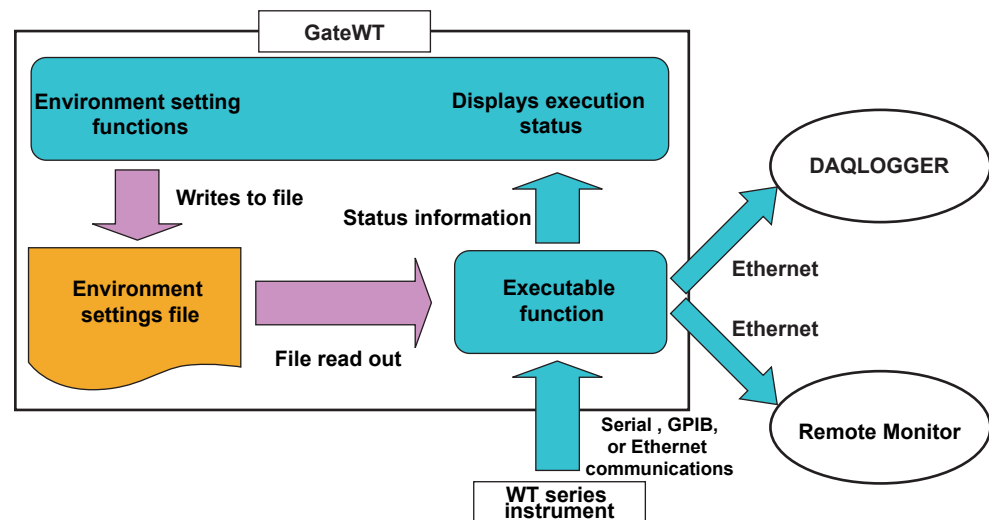 GateWT
Environment setting
functions
Displays execution
status
Writes to file
Status information
DAQLOGGER
Ethernet
Environment
settings file
Executable
function
Ethernet
File read out
Serial , GPIB,
or Ethernet
communications
Remote Monitor
WT series
instrument